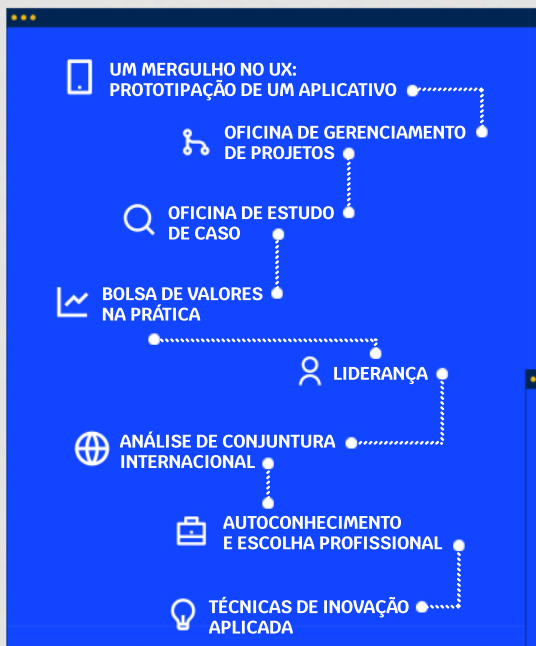 UM MERGULHO NO UX:
PROTOTIPAÇÃO DE UM APLICATIVO
OFICINA DE GERENCIAMENTO
DE PROJETOS
OFICINA DE ESTUDO
DE CASO
BOLSA DE VALORES
NA PRÁTICA
LIDERANÇA
ANÁLISE DE CONJUNTURA
INTERNACIONAL
AUTOCONHECIMENTO
E ESCOLHA PROFISSIONAL
TÉCNICAS DE INOVAÇÃO
APLICADA